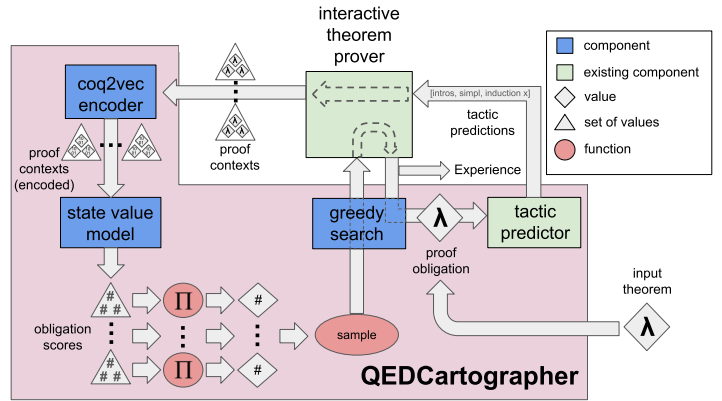 interactive
theorem
prover
component
existing component
value
set of values
function
coq2vec
encoder
λ
λ λ
λ
λ λ
proof
contexts
[intros, simpl, induction x]
tactic
predictions
proof
contexts
(encoded)
Experience
state value
model
greedy
search
λ
tactic
predictor
proof
obligation
input
theorem
λ
obligation
scores
#
# #
Π
#
#
# #
Π
#
sample
QEDCartographer